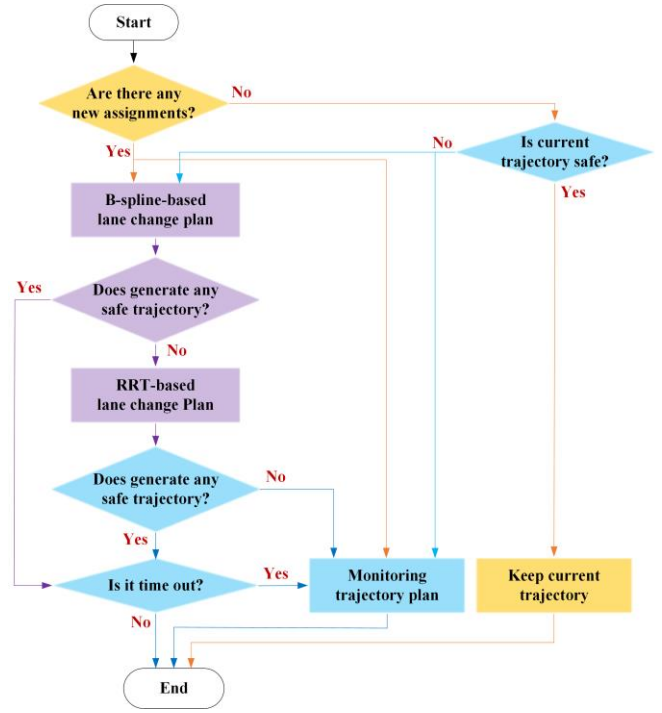 Start
Are there any
new assignments?
No
Yes
No
Is current
trajectory safe?
Yes
B-spline-based
lane change plan
Yes
Does generate any
safe trajectory?
No
RRT-based
lane change Plan
Does generate any
safe trajectory?
No
Yes
Is it time out?
Yes
Monitoring
trajectory plan
Keep current
trajectory
No
End